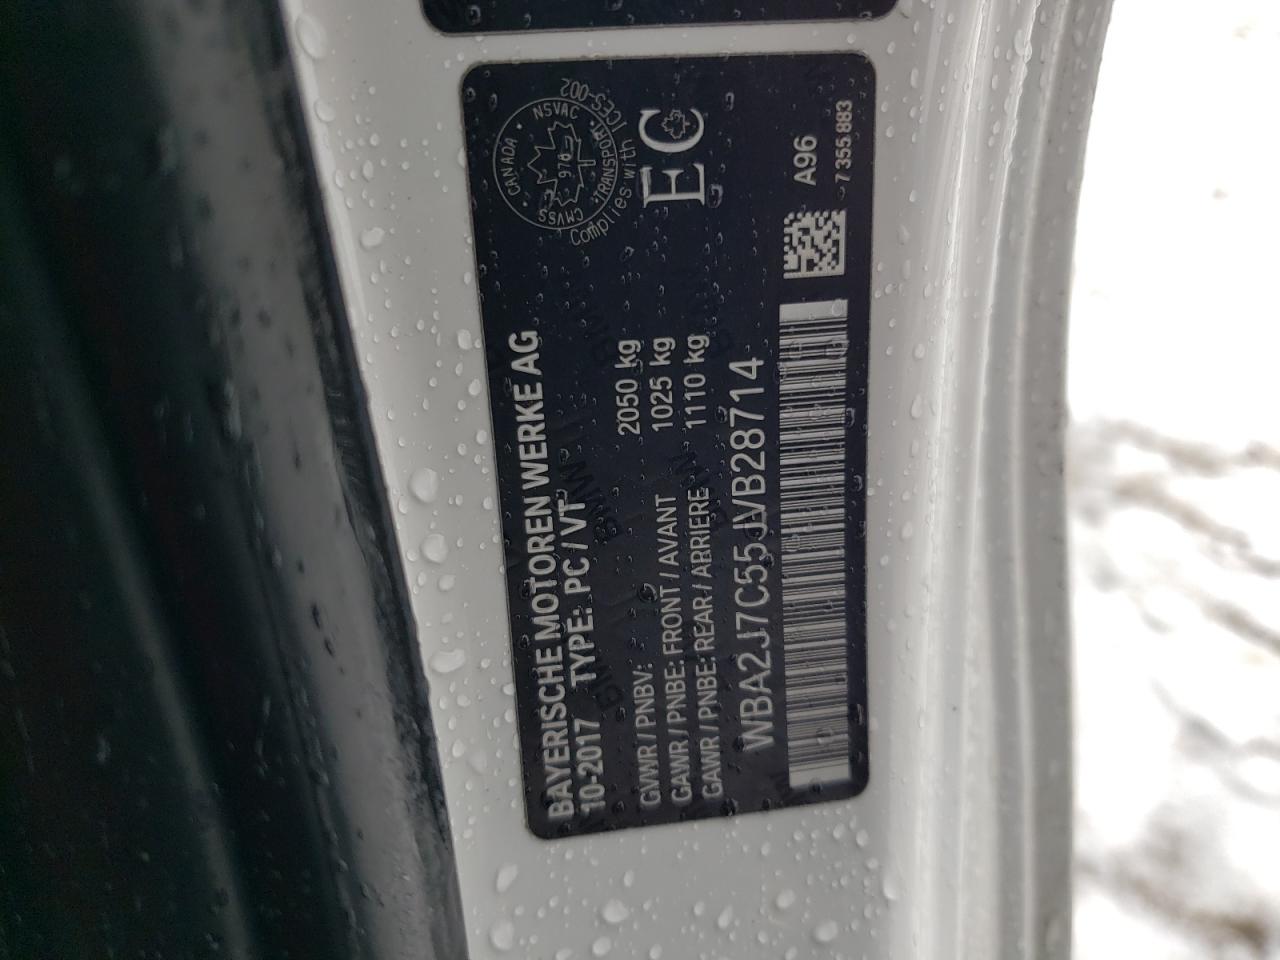 BAYERISCHE MOTOREN WERKE AG
10-2017 TYPE: PC / VT
GVWR / PNBV: 2050 kg
GAWR / PNBE: FRONT / AVANT 1025 kg
GAWR / PNBE: REAR / ARRIERE 1110 kg
WBA2J7C55JVB28714
CANADA • NSVAC
TRANSPORT • CMVSS
Complies with ICES-002
EC
A96
7 355 883